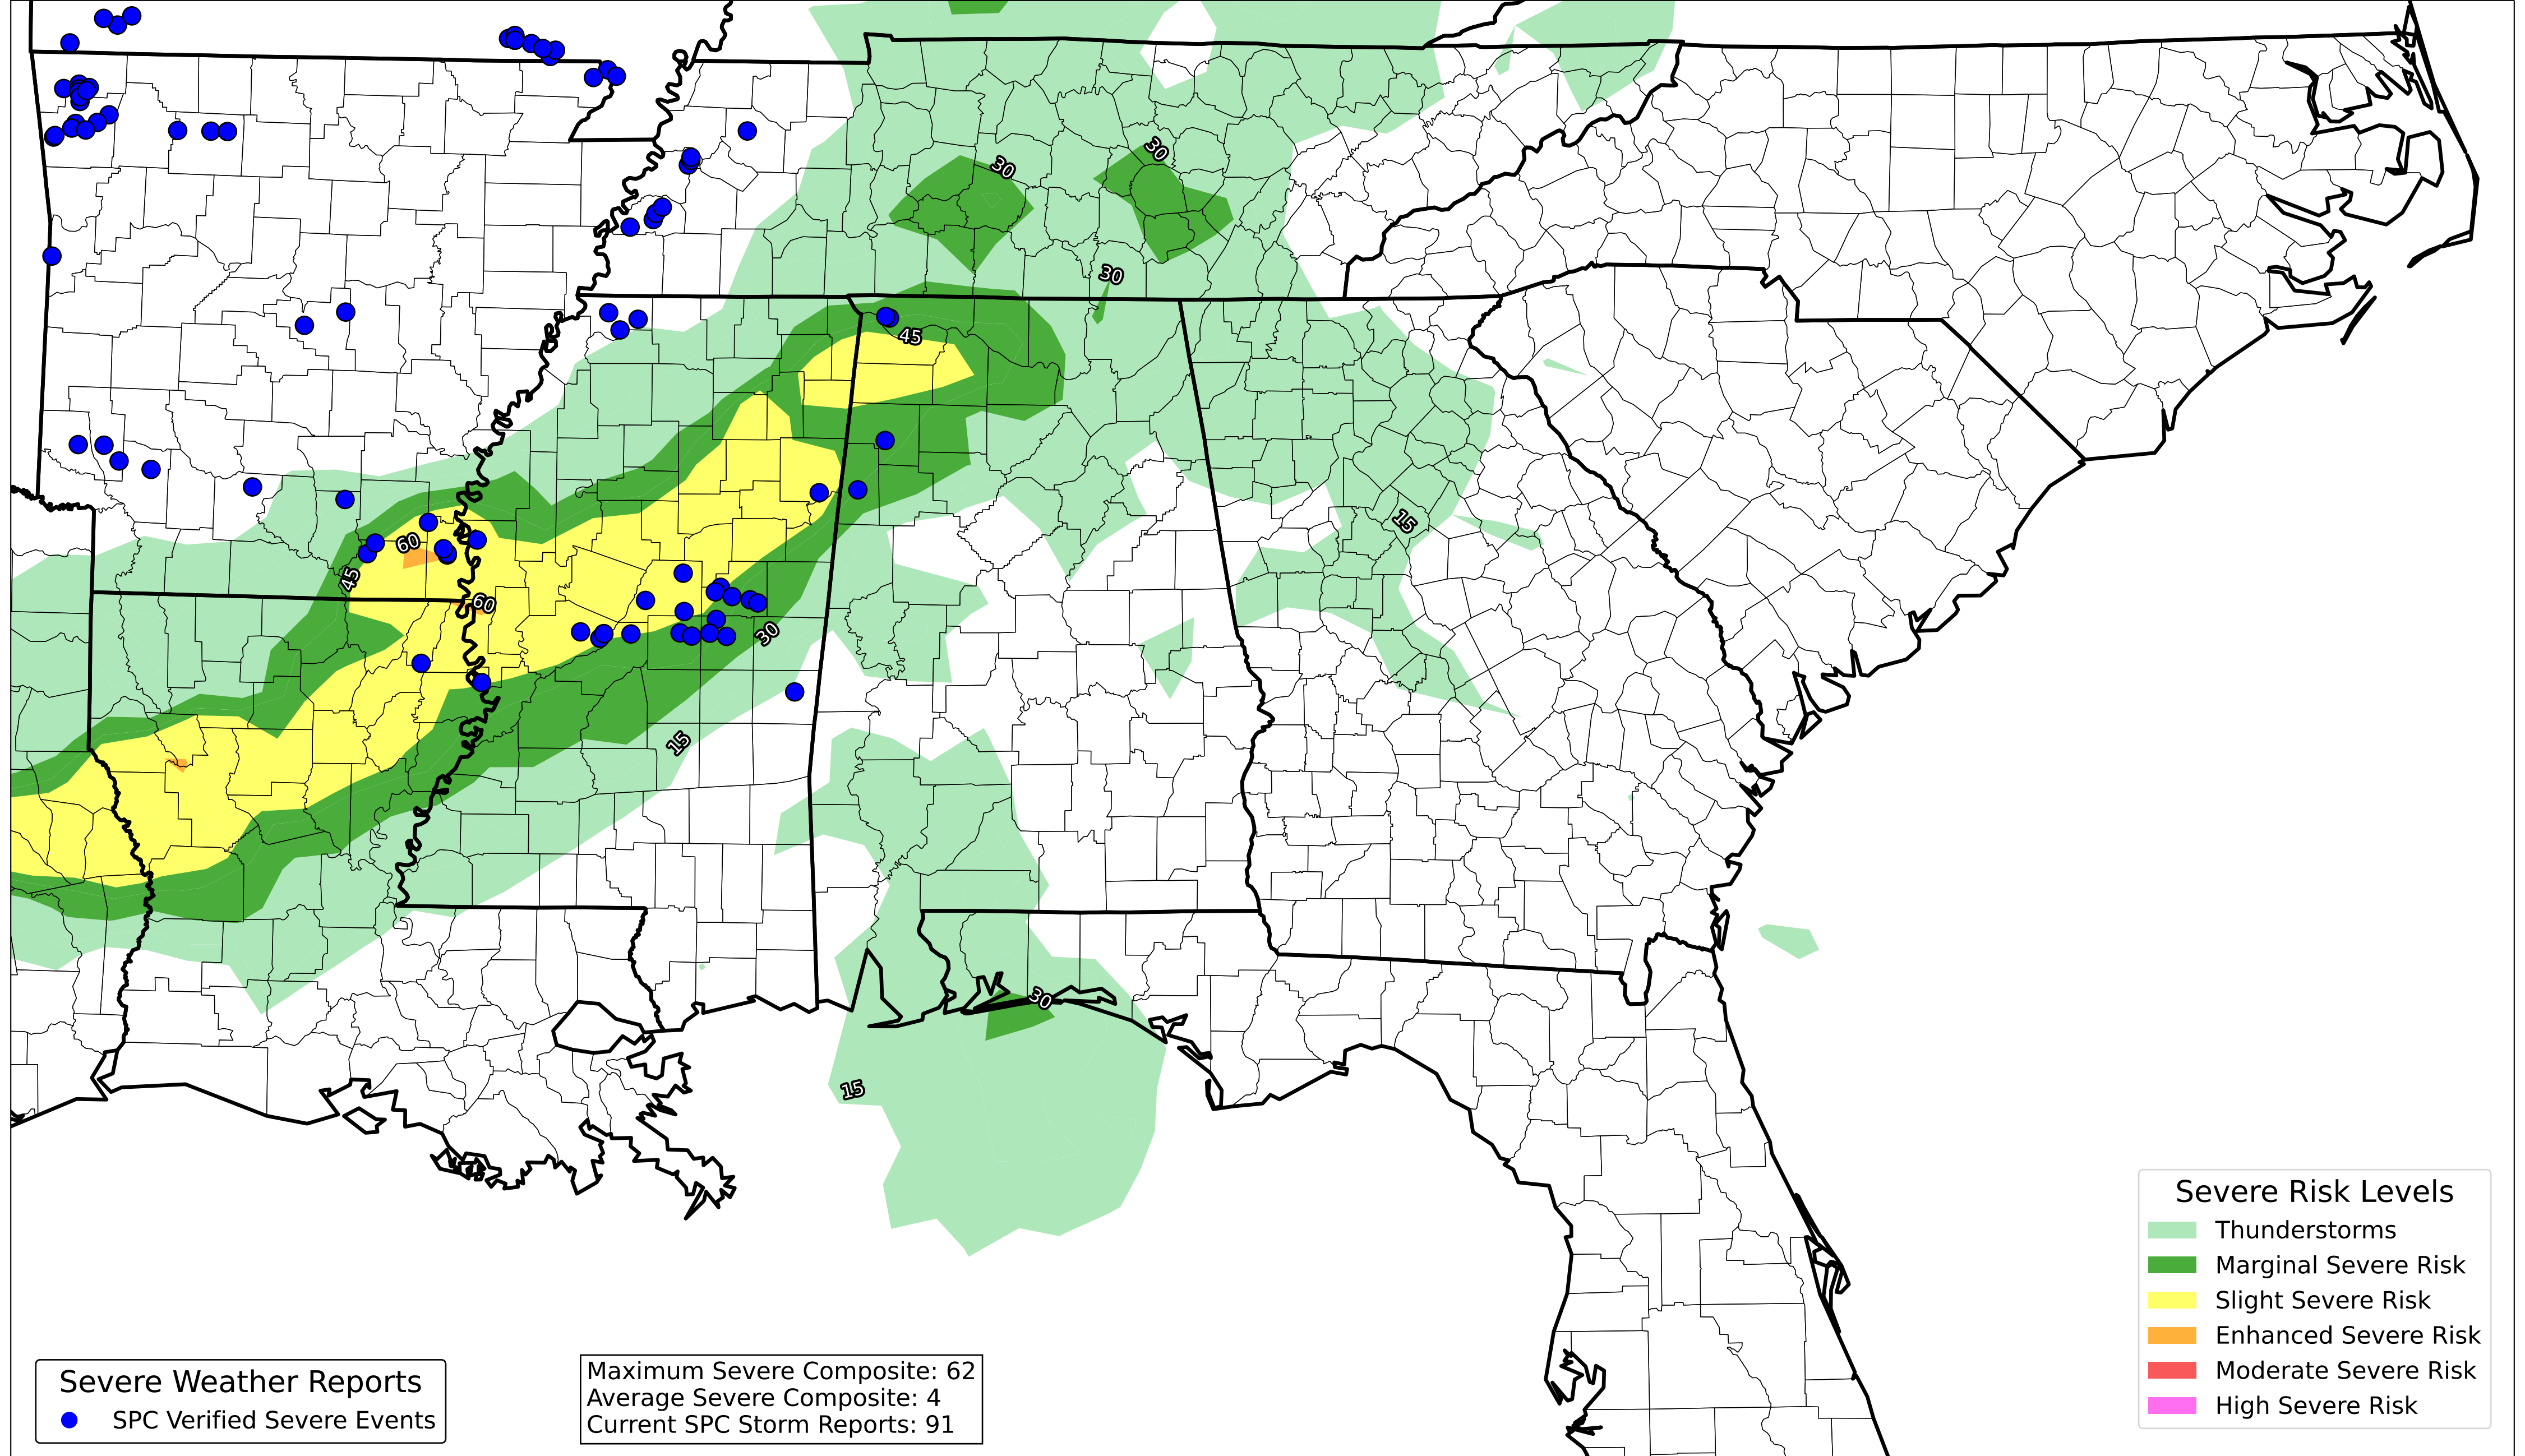 30
30
30
45
60
45
60
30
15
15
30
15
Severe Risk Levels
Thunderstorms
Marginal Severe Risk
Slight Severe Risk
Enhanced Severe Risk
Moderate Severe Risk
High Severe Risk
Severe Weather Reports
SPC Verified Severe Events
Maximum Severe Composite: 62
Average Severe Composite: 4
Current SPC Storm Reports: 91